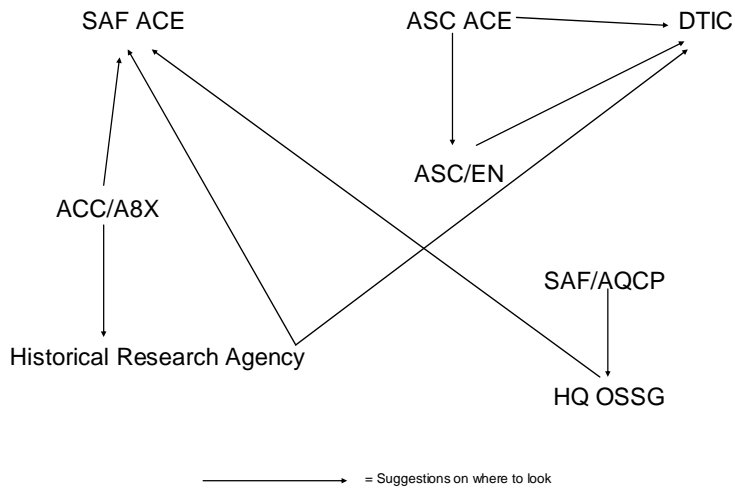 SAF ACE
ASC ACE
DTIC
ASC/EN
ACC/A8X
SAF/AQCP
Historical Research Agency
HQ OSSG
= Suggestions on where to look